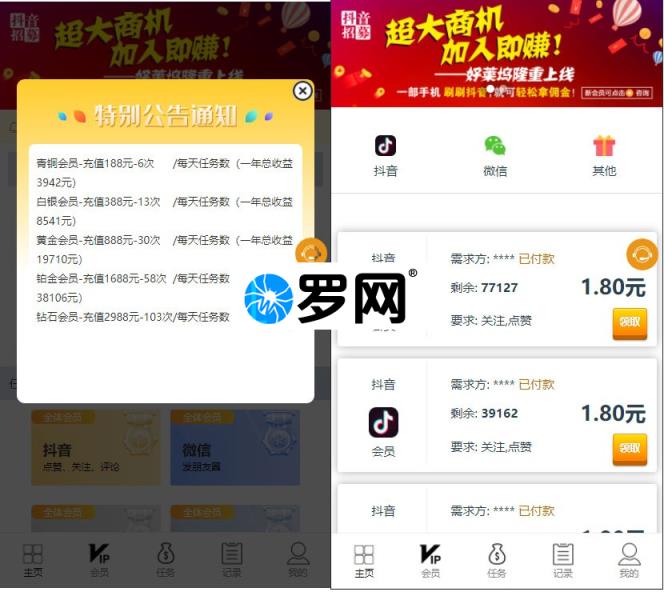 抖音
招募
超大商机
加入即赚!
——好莱坞隆重上线
特别公告通知
青铜会员-充值188元-6次 /每天任务数（一年总收益
3942元）
白银会员-充值388元-13次 /每天任务数（一年总收益
8541元）
黄金会员-充值888元-30次 /每天任务数（一年总收益
19710元）
铂金会员-充值1688元-58次 /每天任务数
38106元）
钻石会员-充值2988元-103次/每天任务数
全体会员
抖音
点赞、关注、评论
全体会员
微信
发朋友圈
全体会员
全体会员
主页
VIP
会员
任务
记录
我的
罗网®
抖音
招募
超大商机
加入即赚!
——好莱坞隆重上线
一部手机 刷刷抖音 就可轻松拿佣金!
新会员可点击 咨询
抖音
微信
其他
抖音
需求方: **** 已付款
剩余: 77127
1.80元
要求: 关注,点赞
领取
抖音
会员
需求方: **** 已付款
剩余: 39162
1.80元
要求: 关注,点赞
领取
抖音
需求方: **** 已付款
主页
VIP
会员
任务
记录
我的